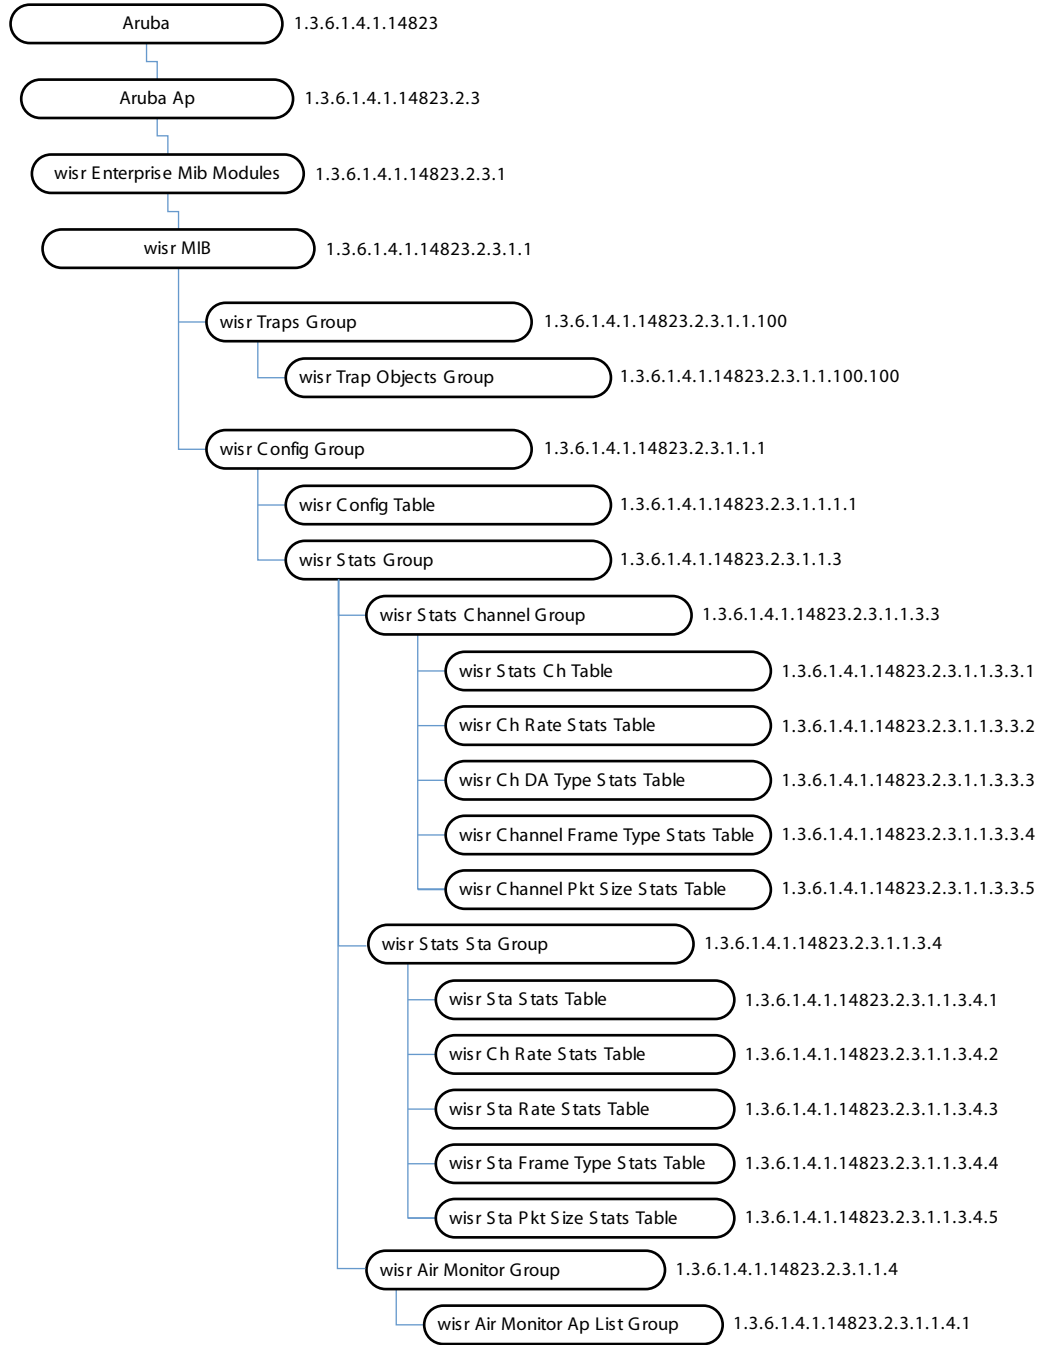 Aruba 1.3.6.1.4.1.14823
Aruba Ap 1.3.6.1.4.1.14823.2.3
wisr Enterprise Mib Modules 1.3.6.1.4.1.14823.2.3.1
wisr MIB 1.3.6.1.4.1.14823.2.3.1.1
wisr Traps Group 1.3.6.1.4.1.14823.2.3.1.1.100
wisr Trap Objects Group 1.3.6.1.4.1.14823.2.3.1.1.100.100
wisr Config Group 1.3.6.1.4.1.14823.2.3.1.1.1
wisr Config Table 1.3.6.1.4.1.14823.2.3.1.1.1.1
wisr Stats Group 1.3.6.1.4.1.14823.2.3.1.1.3
wisr Stats Channel Group 1.3.6.1.4.1.14823.2.3.1.1.3.3
wisr Stats Ch Table 1.3.6.1.4.1.14823.2.3.1.1.3.3.1
wisr Ch Rate Stats Table 1.3.6.1.4.1.14823.2.3.1.1.3.3.2
wisr Ch DA Type Stats Table 1.3.6.1.4.1.14823.2.3.1.1.3.3.3
wisr Channel Frame Type Stats Table 1.3.6.1.4.1.14823.2.3.1.1.3.3.4
wisr Channel Pkt Size Stats Table 1.3.6.1.4.1.14823.2.3.1.1.3.3.5
wisr Stats Sta Group 1.3.6.1.4.1.14823.2.3.1.1.3.4
wisr Sta Stats Table 1.3.6.1.4.1.14823.2.3.1.1.3.4.1
wisr Ch Rate Stats Table 1.3.6.1.4.1.14823.2.3.1.1.3.4.2
wisr Sta Rate Stats Table 1.3.6.1.4.1.14823.2.3.1.1.3.4.3
wisr Sta Frame Type Stats Table 1.3.6.1.4.1.14823.2.3.1.1.3.4.4
wisr Sta Pkt Size Stats Table 1.3.6.1.4.1.14823.2.3.1.1.3.4.5
wisr Air Monitor Group 1.3.6.1.4.1.14823.2.3.1.1.4
wisr Air Monitor Ap List Group 1.3.6.1.4.1.14823.2.3.1.1.4.1